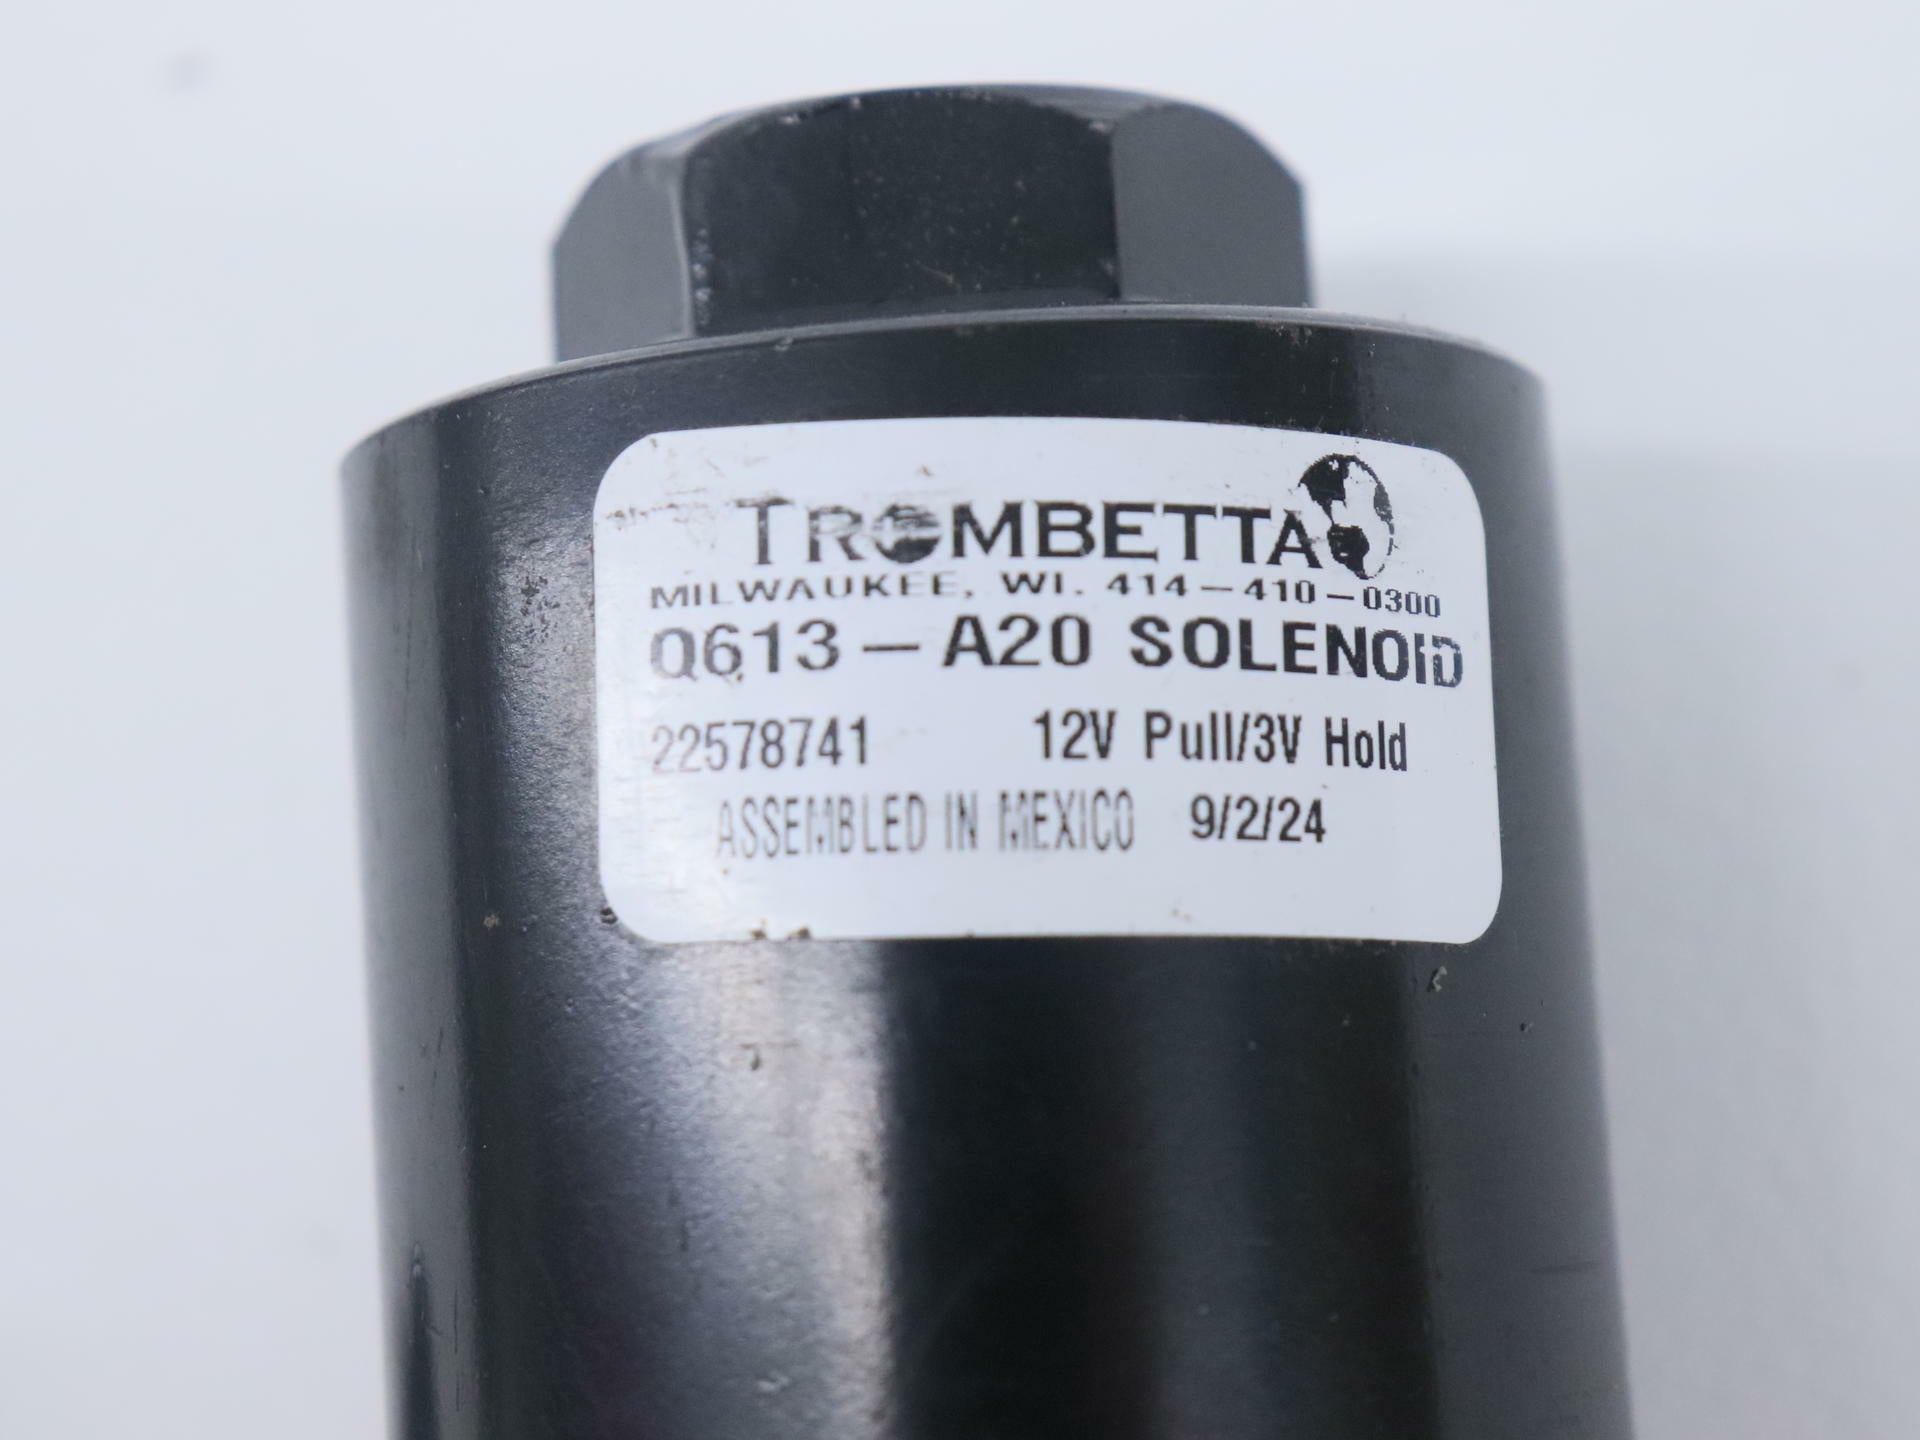 TROMBETTA
MILWAUKEE, WI. 414-410-0300
Q613-A20 SOLENOID
22578741 12V Pull/3V Hold
ASSEMBLED IN MEXICO 9/2/24